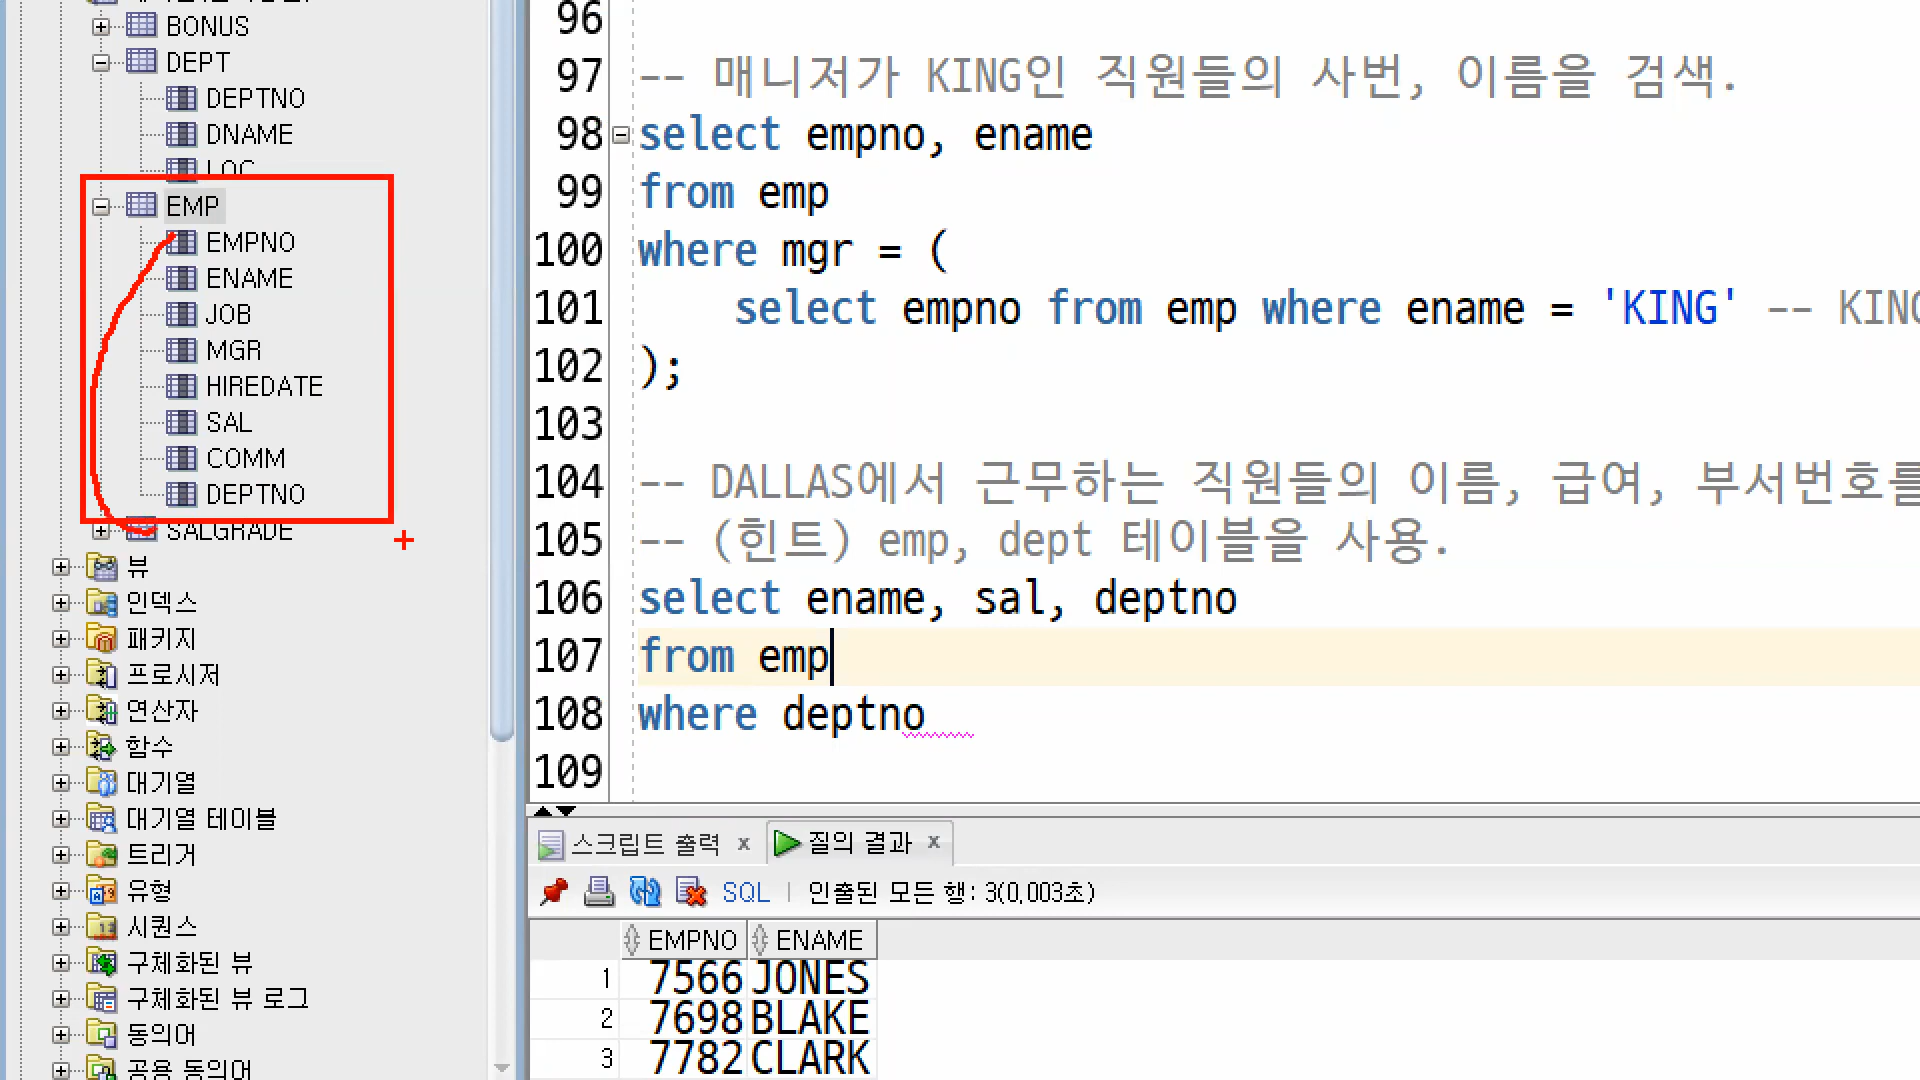 BONUS
DEPT
DEPTNO
DNAME
LOC
EMP
EMPNO
ENAME
JOB
MGR
HIREDATE
SAL
COMM
DEPTNO
SALGRADE
뷰
인덱스
패키지
프로시저
연산자
함수
대기열
대기열 테이블
트리거
유형
시퀀스
구체화된 뷰
구체화된 뷰 로그
동의어
공용 동의어
96
97 -- 매니저가 KING인 직원들의 사번, 이름을 검색.
98 select empno, ename
99 from emp
100 where mgr = (
101 select empno from emp where ename = 'KING' -- KING
102 );
103
104 -- DALLAS에서 근무하는 직원들의 이름, 급여, 부서번호를
105 -- (힌트) emp, dept 테이블을 사용.
106 select ename, sal, deptno
107 from emp
108 where deptno
109
스크립트 출력 x 질의 결과 x
SQL | 인출된 모든 행: 3(0,003초)
EMPNO ENAME
1 7566 JONES
2 7698 BLAKE
3 7782 CLARK